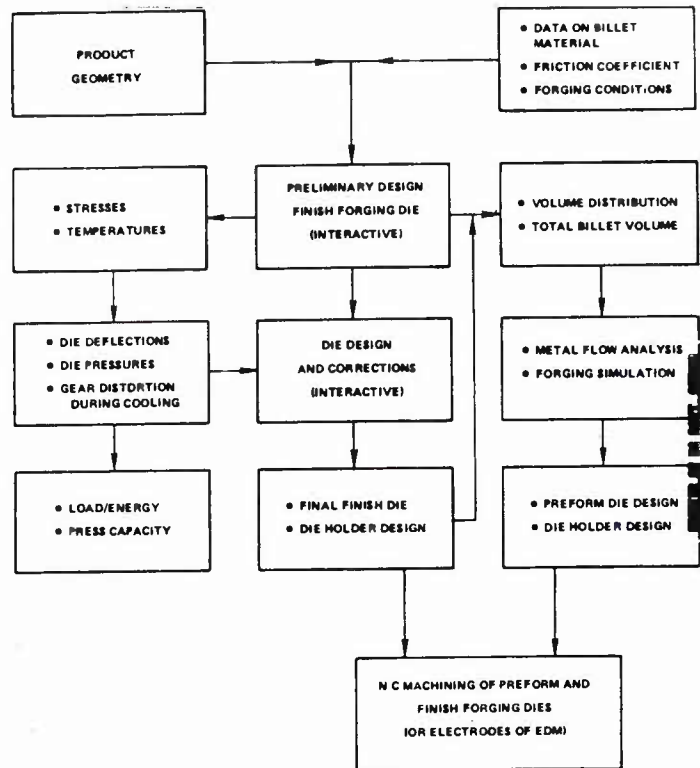 PRODUCT
GEOMETRY
• DATA ON BILLET
MATERIAL
• FRICTION COEFFICIENT
• FORGING CONDITIONS
• STRESSES
• TEMPERATURES
PRELIMINARY DESIGN
FINISH FORGING DIE
(INTERACTIVE)
• VOLUME DISTRIBUTION
• TOTAL BILLET VOLUME
• DIE DEFLECTIONS
• DIE PRESSURES
• GEAR DISTORTION
DURING COOLING
DIE DESIGN
AND CORRECTIONS
(INTERACTIVE)
• METAL FLOW ANALYSIS
• FORGING SIMULATION
• LOAD/ENERGY
• PRESS CAPACITY
• FINAL FINISH DIE
• DIE HOLDER DESIGN
• PREFORM DIE DESIGN
• DIE HOLDER DESIGN
N C MACHINING OF PREFORM AND
FINISH FORGING DIES
(OR ELECTRODES OF EDM)